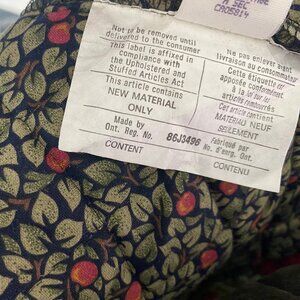 A SEC
Not to be removed until
delivered to the consumer
This label is affixed in
compliance with the
Upholstered and
Stuffed Articles Act
This article contains
NEW MATERIAL
ONLY
Made by
Ont. Reg. No. 86J3496
CONTENT
Ne pas enlever avant
livraison au consommateur
Cette étiquette est
apposée conformément
à la loi sur les
articles rembourrés
Cet article contient
MATÉRIAU NEUF
SEULEMENT
Fabriqué par
No. d'enrg. Ont.
CONTENU